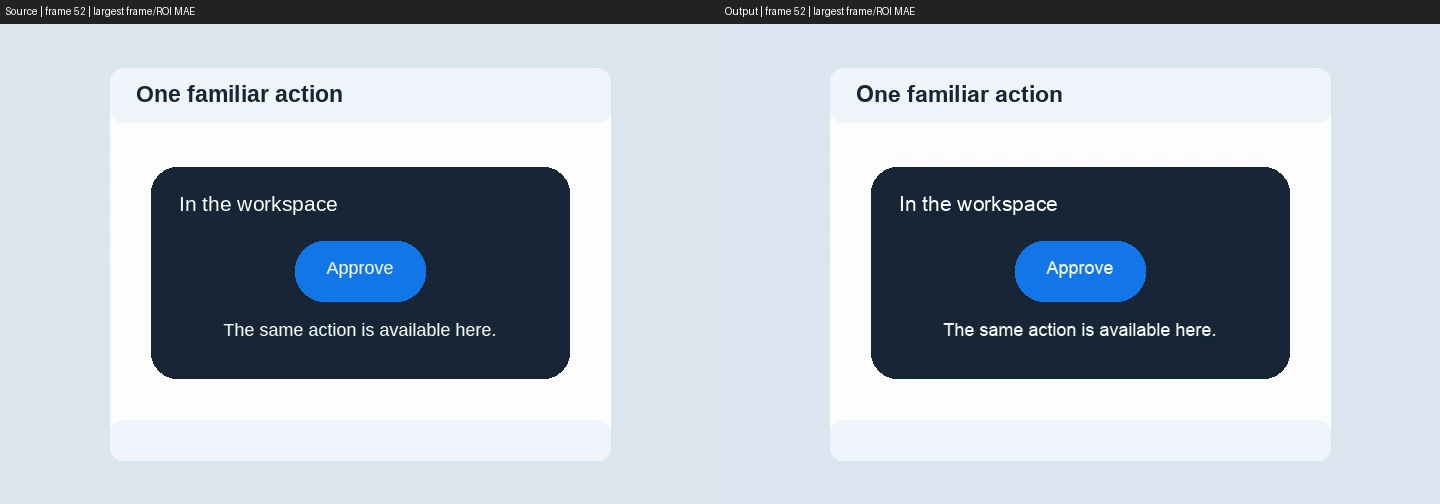 Source | frame 52 | largest frame/ROI MAE
Output | frame 52 | largest frame/ROI MAE
One familiar action
In the workspace
Approve
The same action is available here.
One familiar action
In the workspace
Approve
The same action is available here.